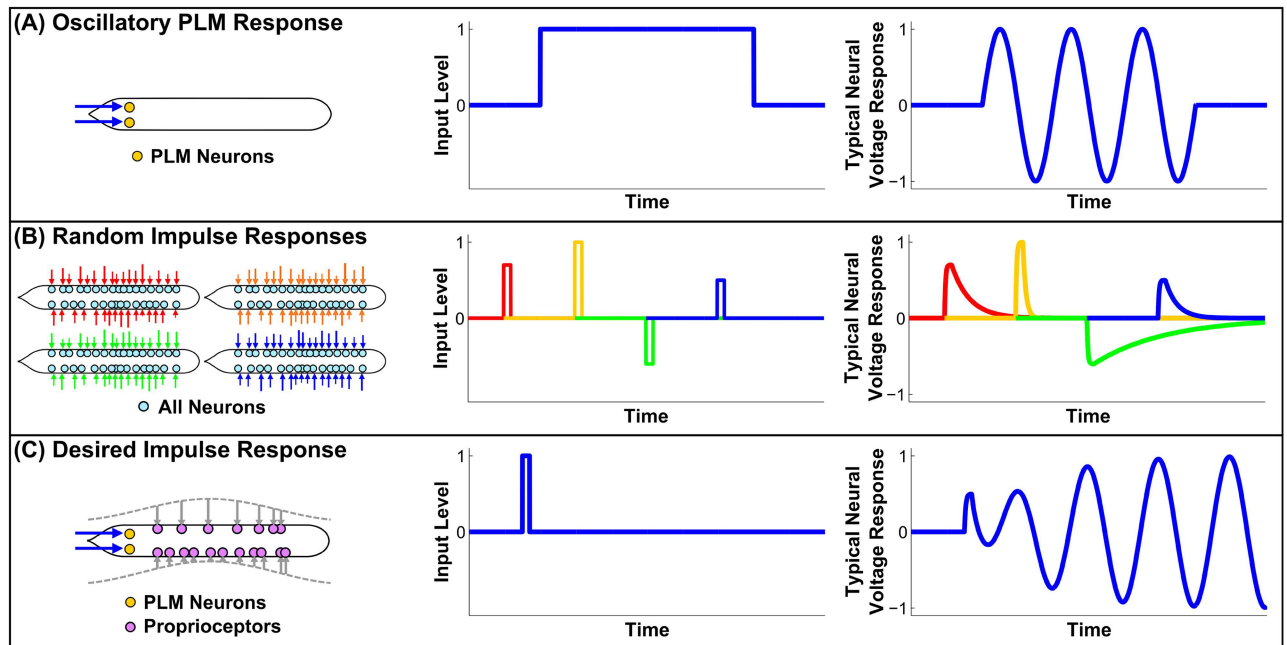 (A) Oscillatory PLM Response
PLM Neurons
Input Level
1
0
Time
Typical Neural
Voltage Response
1
0
−1
Time
(B) Random Impulse Responses
All Neurons
Input Level
1
0
Time
Typical Neural
Voltage Response
1
0
−1
Time
(C) Desired Impulse Response
PLM Neurons
Proprioceptors
Input Level
1
0
Time
Typical Neural
Voltage Response
1
0
−1
Time